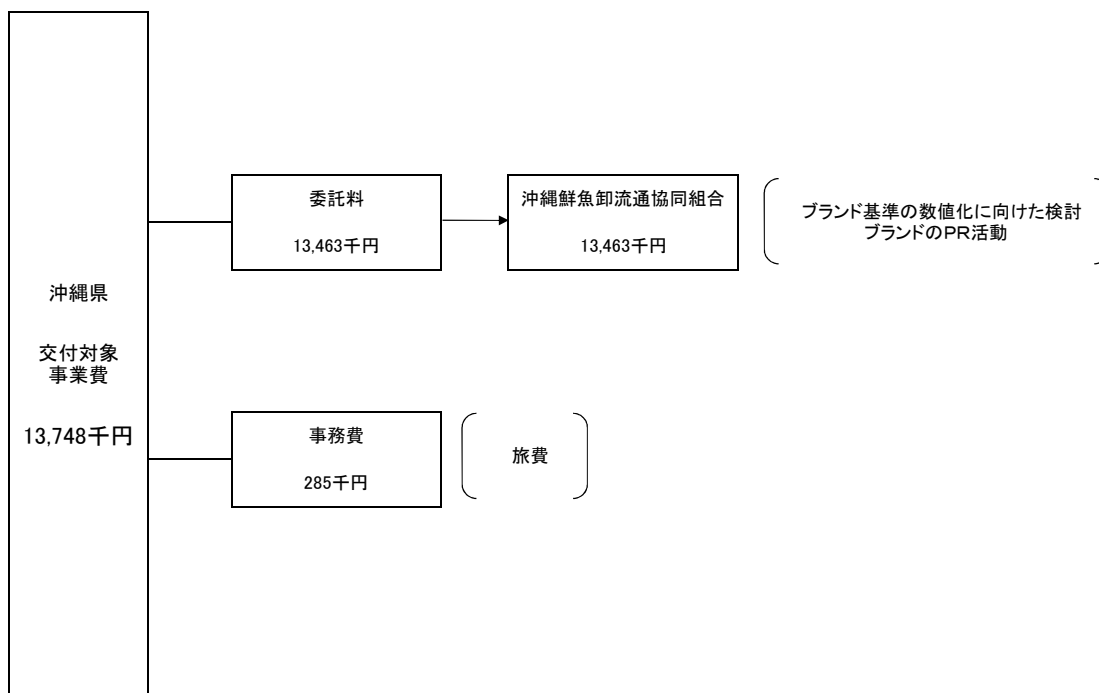 沖縄県
交付対象
事業費
13,748千円
委託料
13,463千円
沖縄鮮魚卸流通協同組合
13,463千円
ブランド基準の数値化に向けた検討
ブランドのPR活動
事務費
285千円
旅費